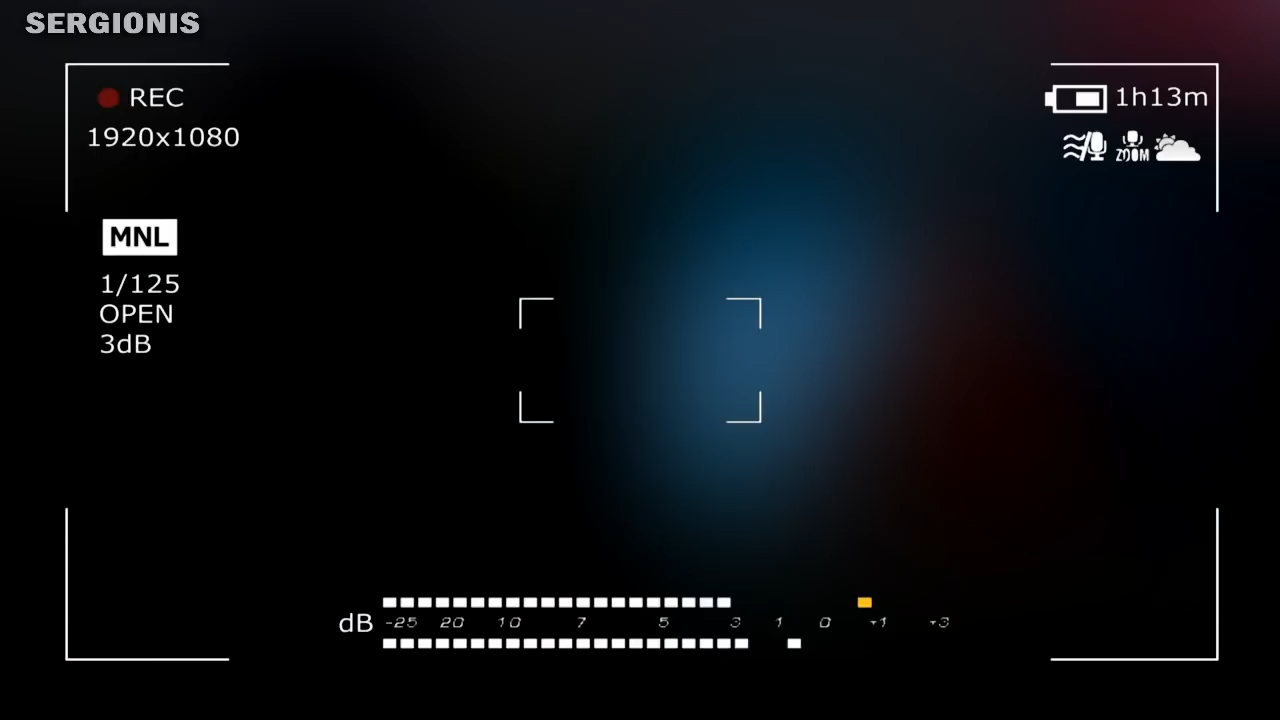 SERGIONIS
REC
1h13m
1920x1080
ZOOM
MNL
1/125
OPEN
3dB
dB -25 20 10 7 5 3 1 0 +1 +3